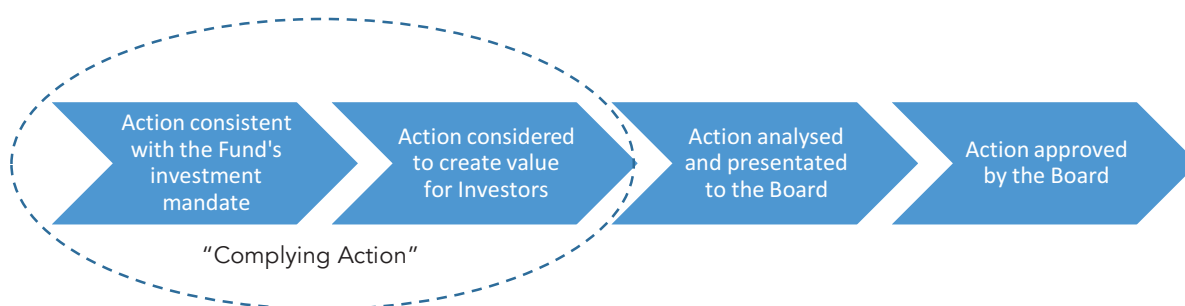 Action consistent
with the Fund's
investment
mandate
Action considered
to create value
for Investors
Action analysed
and presentated
to the Board
Action approved
by the Board
“Complying Action”